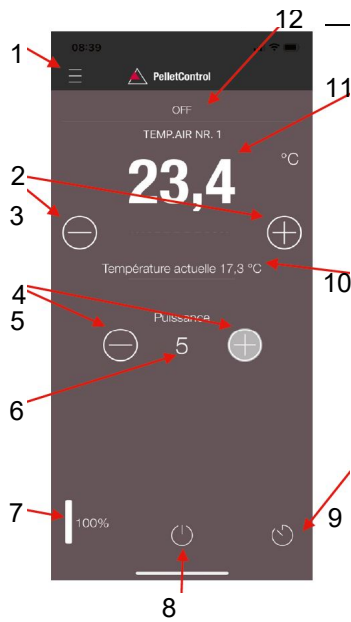 12
08:39
1
PelletControl
11
OFF
TEMP.AIR NR. 1
23,4
°C
2
3
Température actuelle 17,3 °C
10
4
Puissance
5
5
6
7
100%
9
8